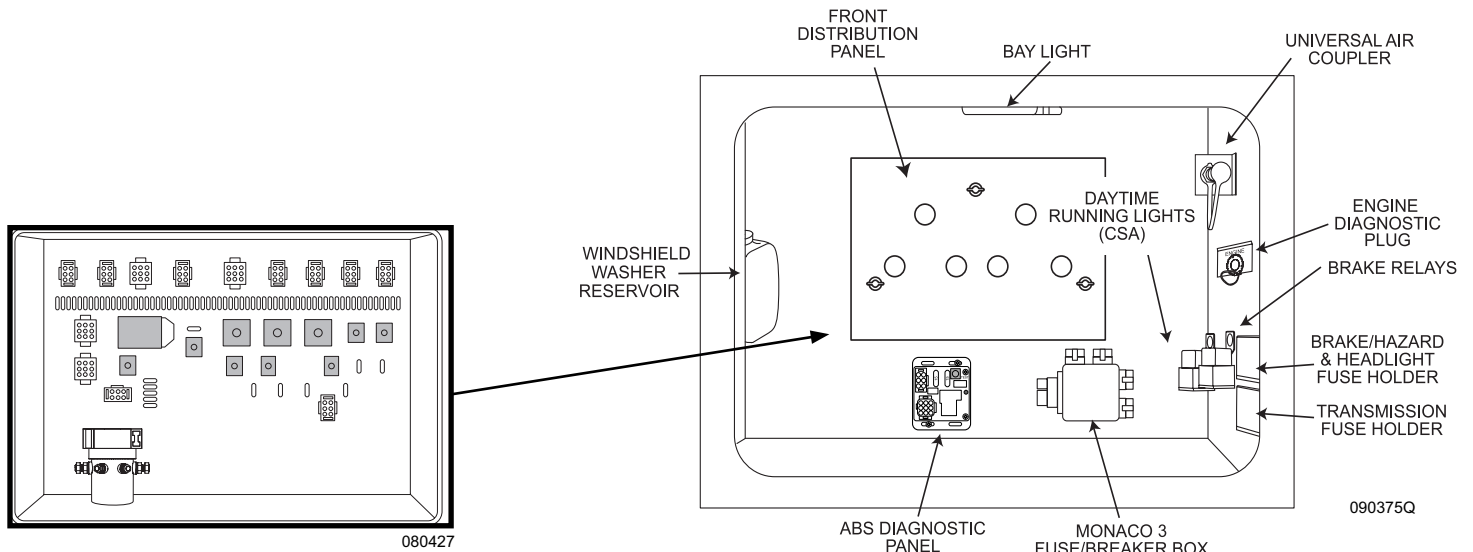 FRONT
DISTRIBUTION
PANEL
BAY LIGHT
UNIVERSAL AIR
COUPLER
DAYTIME
RUNNING LIGHTS
(CSA)
ENGINE
DIAGNOSTIC
PLUG
ENGINE
WINDSHIELD
WASHER
RESERVOIR
BRAKE RELAYS
BRAKE/HAZARD
& HEADLIGHT
FUSE HOLDER
TRANSMISSION
FUSE HOLDER
090375Q
ABS DIAGNOSTIC
PANEL
MONACO 3
FUSE/BREAKER BOX
080427